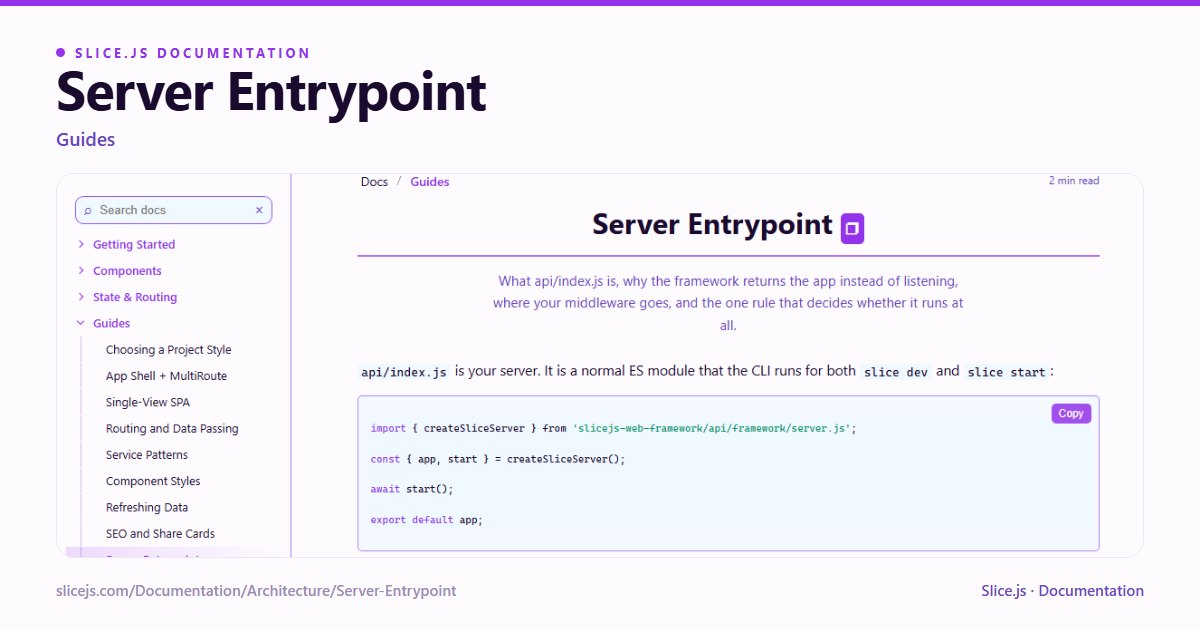 SLICE.JS DOCUMENTATION
Server Entrypoint
Guides
Search docs ×
Getting Started
Components
State & Routing
Guides
Choosing a Project Style
App Shell + MultiRoute
Single-View SPA
Routing and Data Passing
Service Patterns
Component Styles
Refreshing Data
SEO and Share Cards
Docs / Guides
2 min read
Server Entrypoint
What api/index.js is, why the framework returns the app instead of listening,
where your middleware goes, and the one rule that decides whether it runs at
all.
api/index.js is your server. It is a normal ES module that the CLI runs for both slice dev and slice start:
Copy
import { createSliceServer } from 'slicejs-web-framework/api/framework/server.js';
const { app, start } = createSliceServer();
await start();
export default app;
slicejs.com/Documentation/Architecture/Server-Entrypoint
Slice.js · Documentation